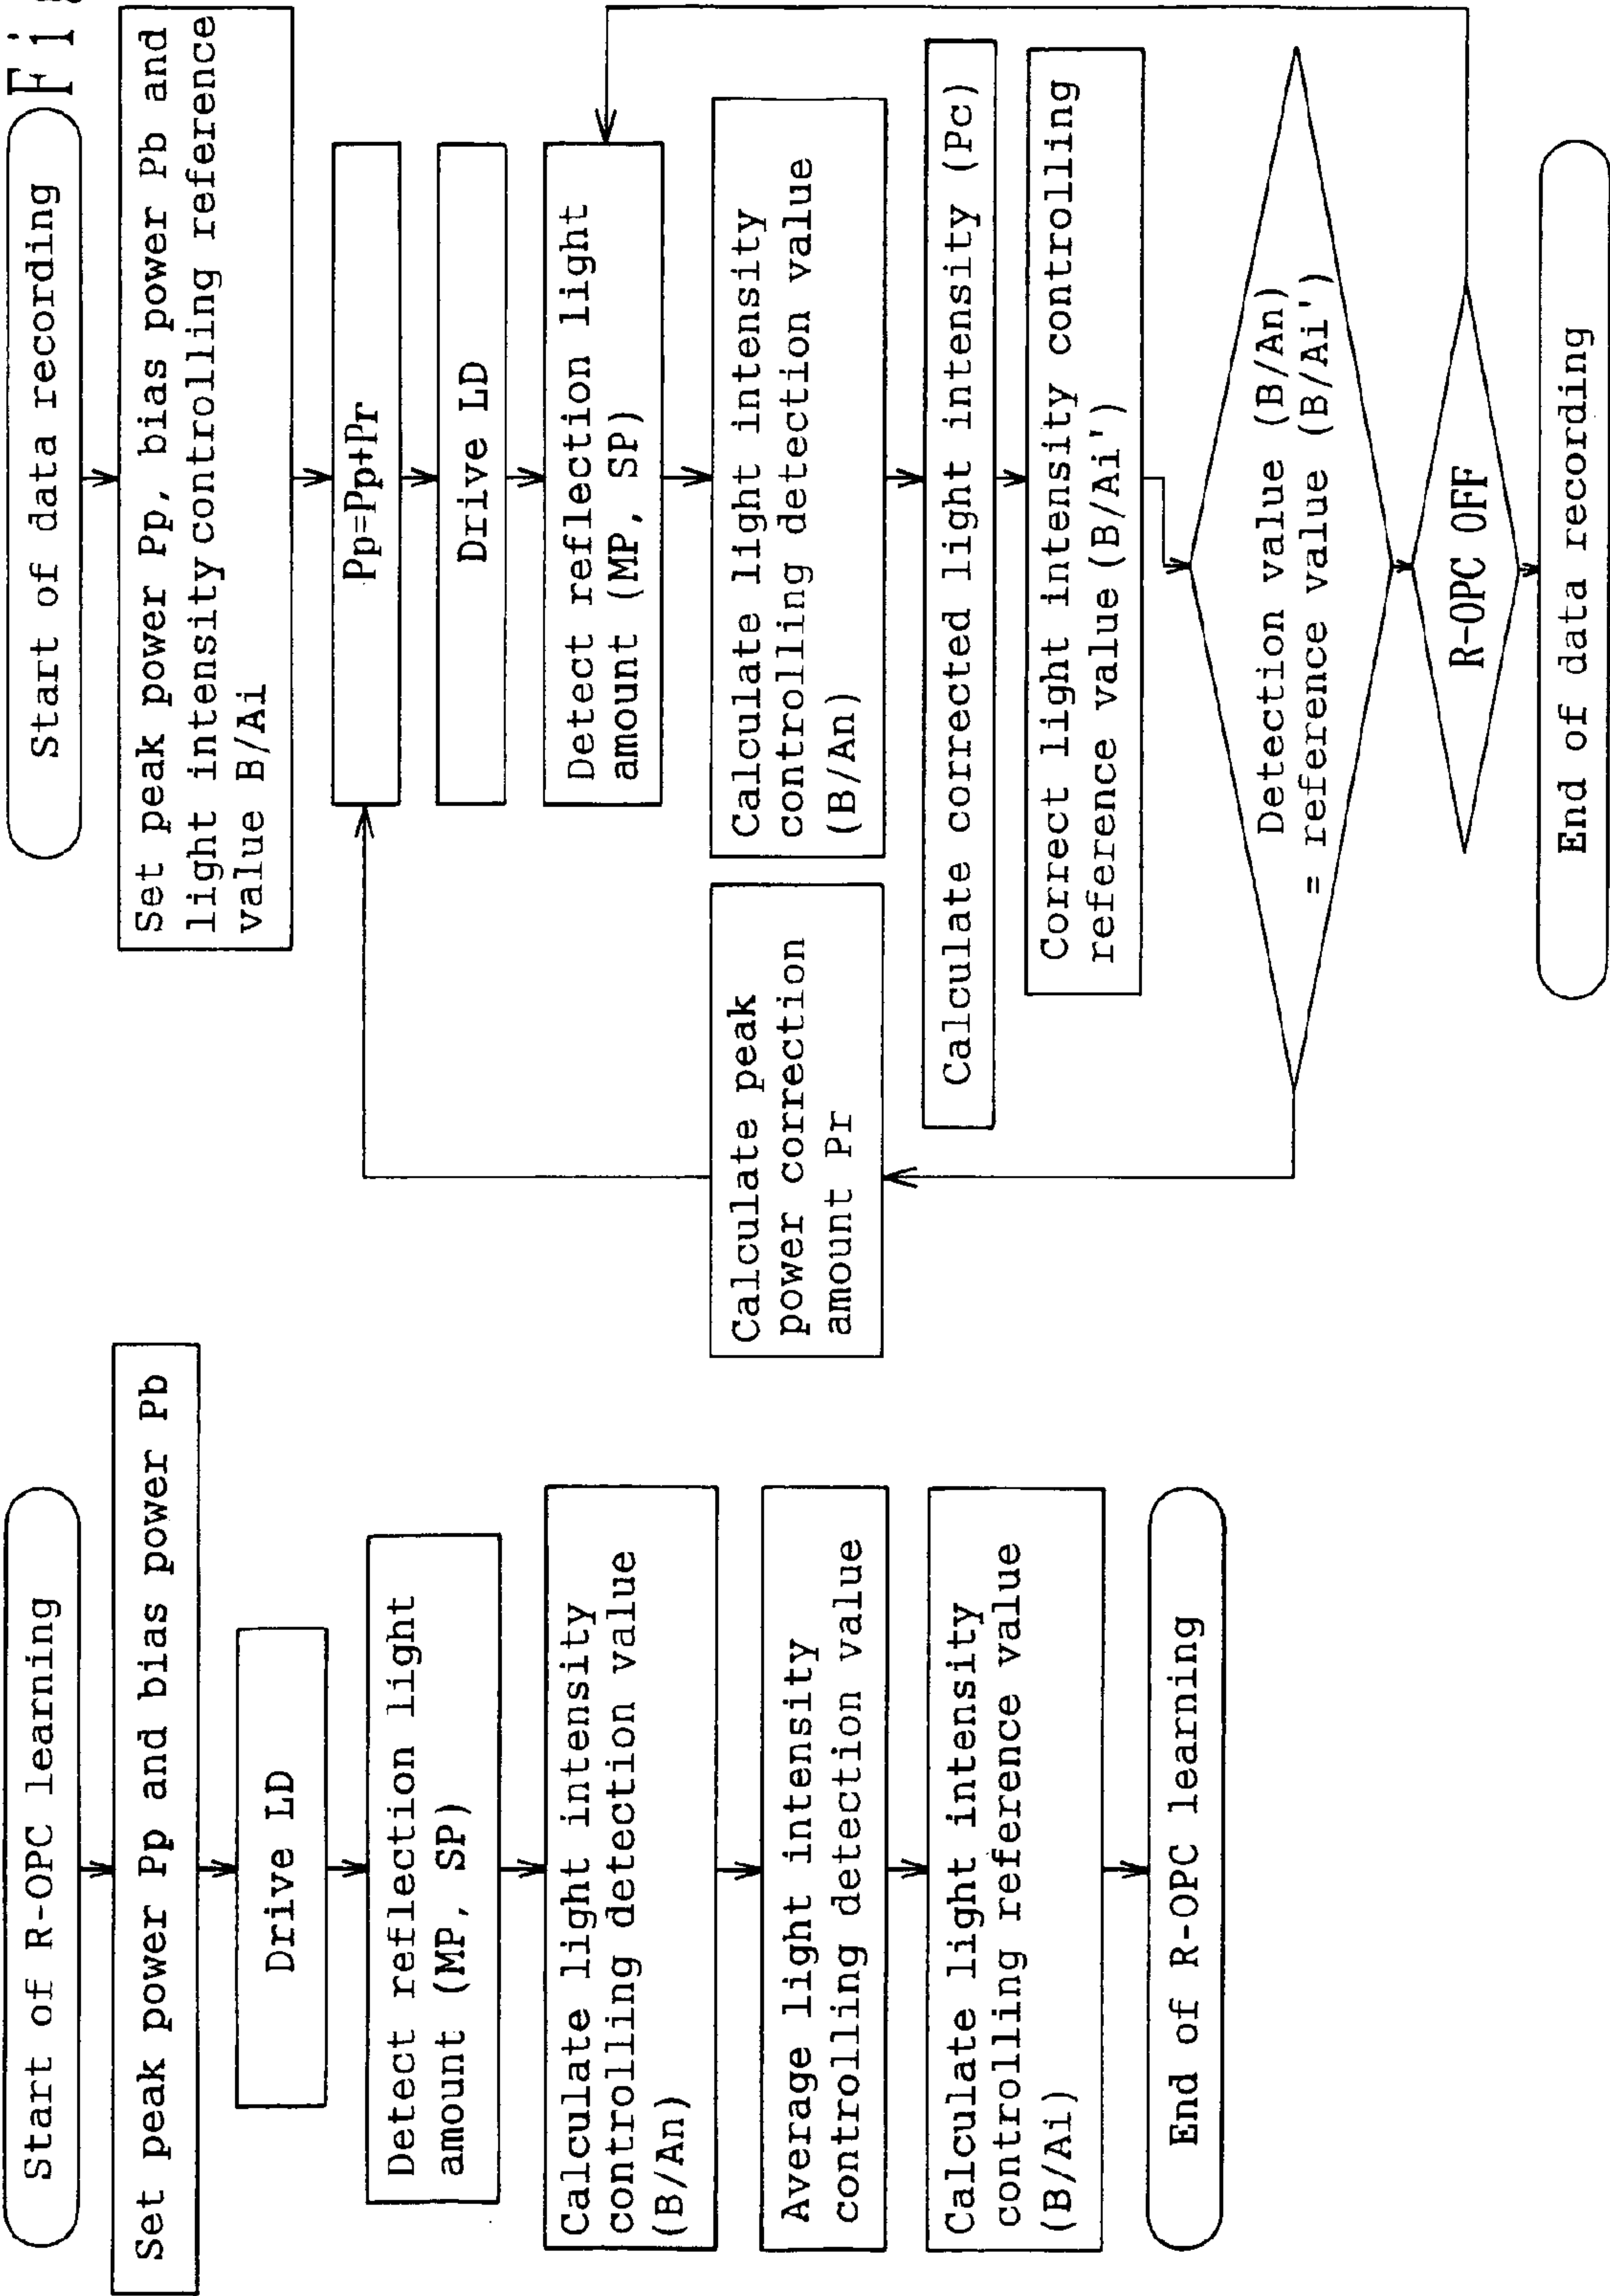 Fi
Start of R-OPC learning
Set peak power Pp and bias power Pb
Drive LD
Detect reflection light
amount (MP, SP)
Calculate light intensity
controlling detection value
(B/An)
Average light intensity
controlling detection value
Calculate light intensity
controlling reference value
(B/Ai)
End of R-OPC learning
Start of data recording
Set peak power Pp, bias power Pb and
light intensity controlling reference
value B/Ai
Pp=Pp+Pr
Drive LD
Detect reflection light
amount (MP, SP)
Calculate light intensity
controlling detection value
(B/An)
Calculate peak
power correction
amount Pr
Calculate corrected light intensity (Pc)
Correct light intensity controlling
reference value (B/Ai')
Detection value (B/An)
= reference value (B/Ai')
R-OPC OFF
End of data recording